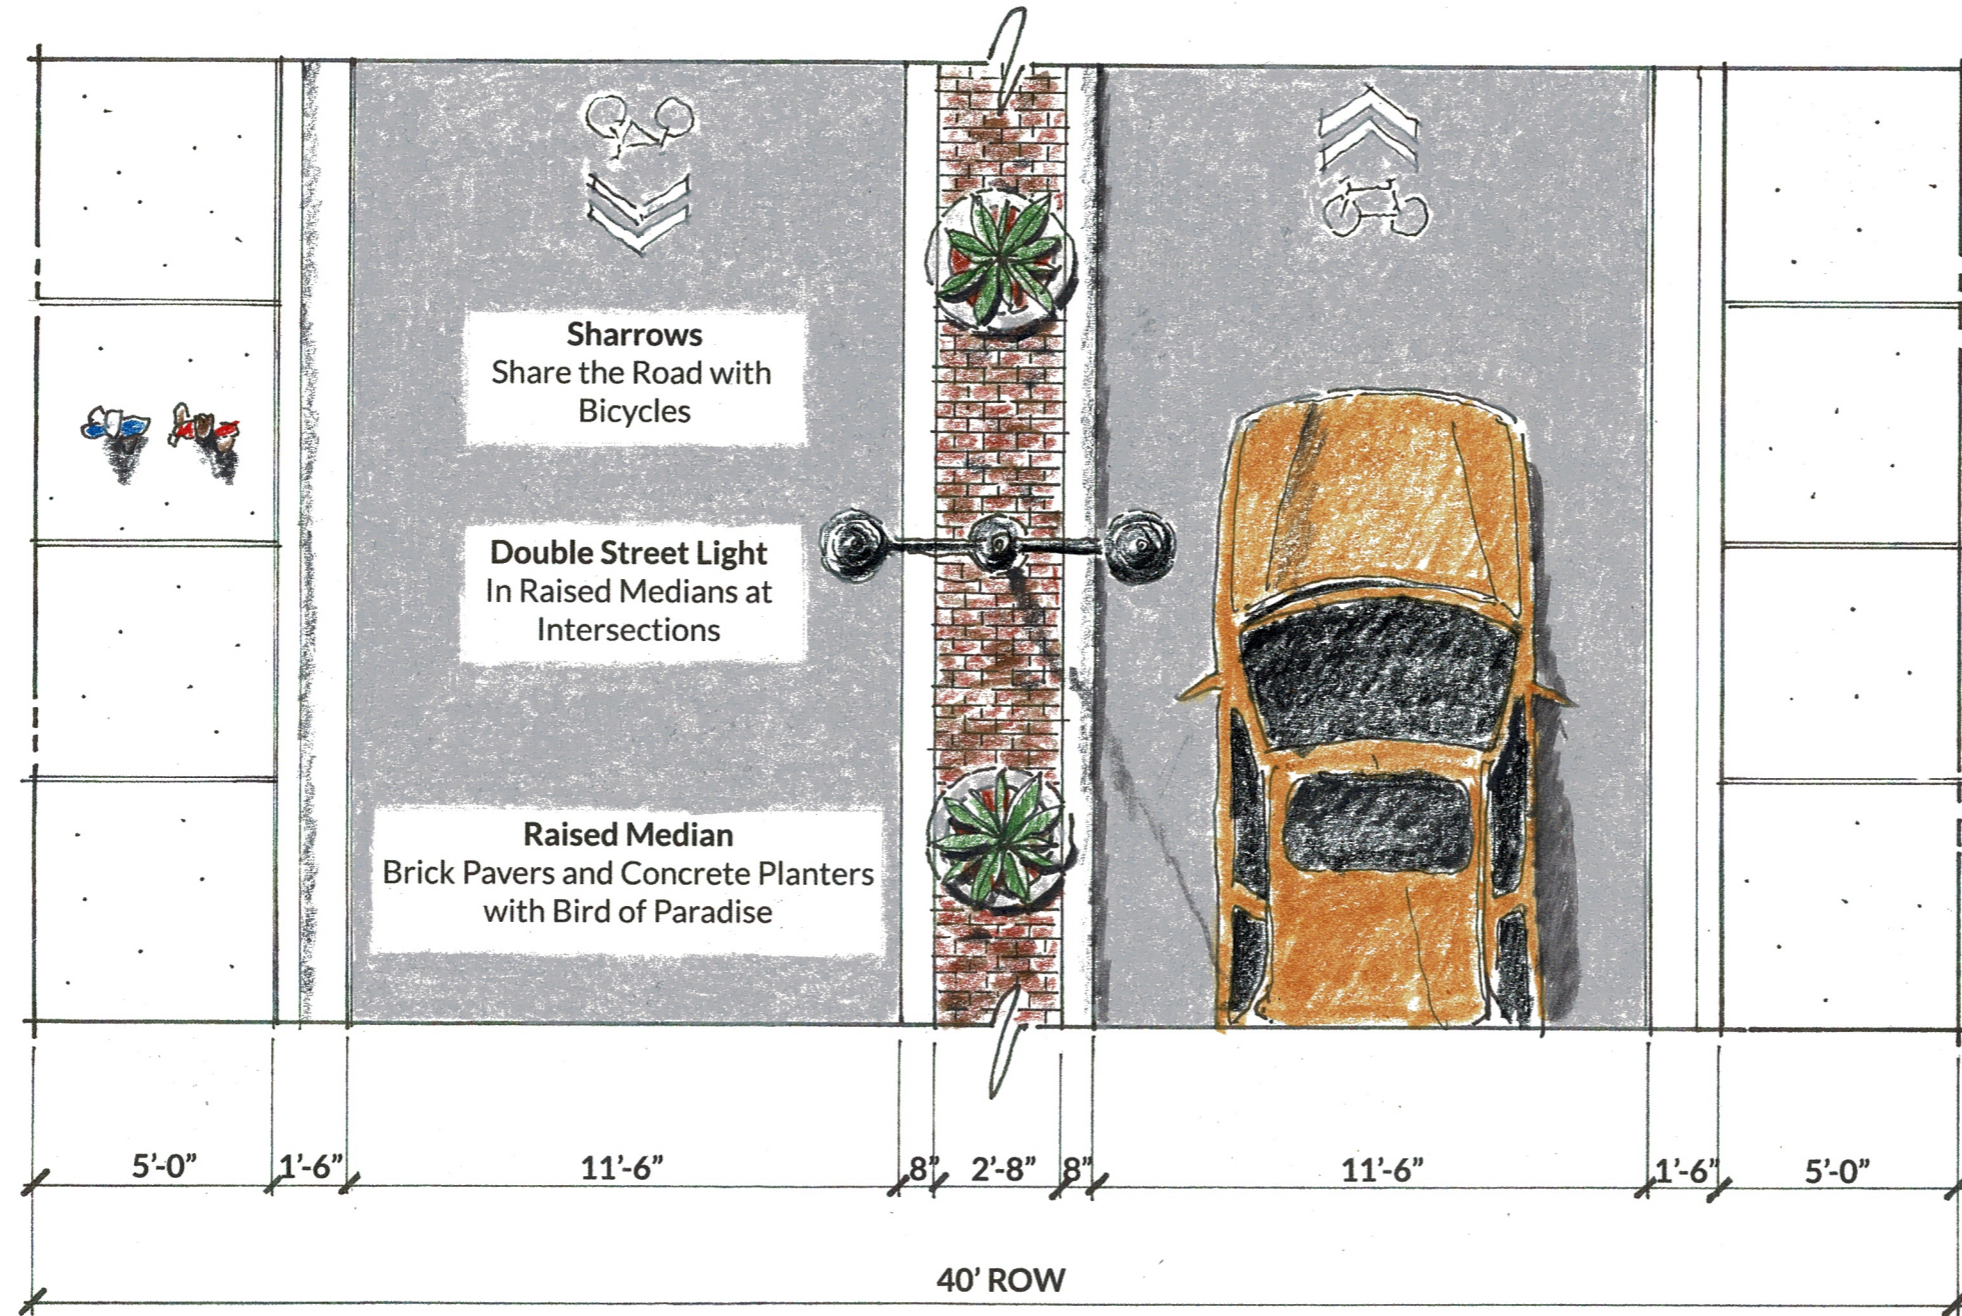 Sharrows
Share the Road with
Bicycles
Double Street Light
In Raised Medians at
Intersections
Raised Median
Brick Pavers and Concrete Planters
with Bird of Paradise
5’-0” 1’-6” 11’-6” 8” 2’-8” 8” 11’-6” 1’-6” 5’-0”
40’ ROW